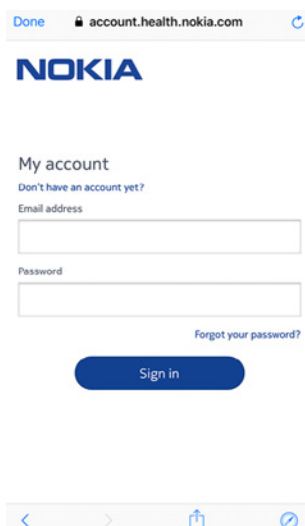 Done account.health.nokia.com
NOKIA
My account
Don't have an account yet?
Email address
Password
Forgot your password?
Sign in